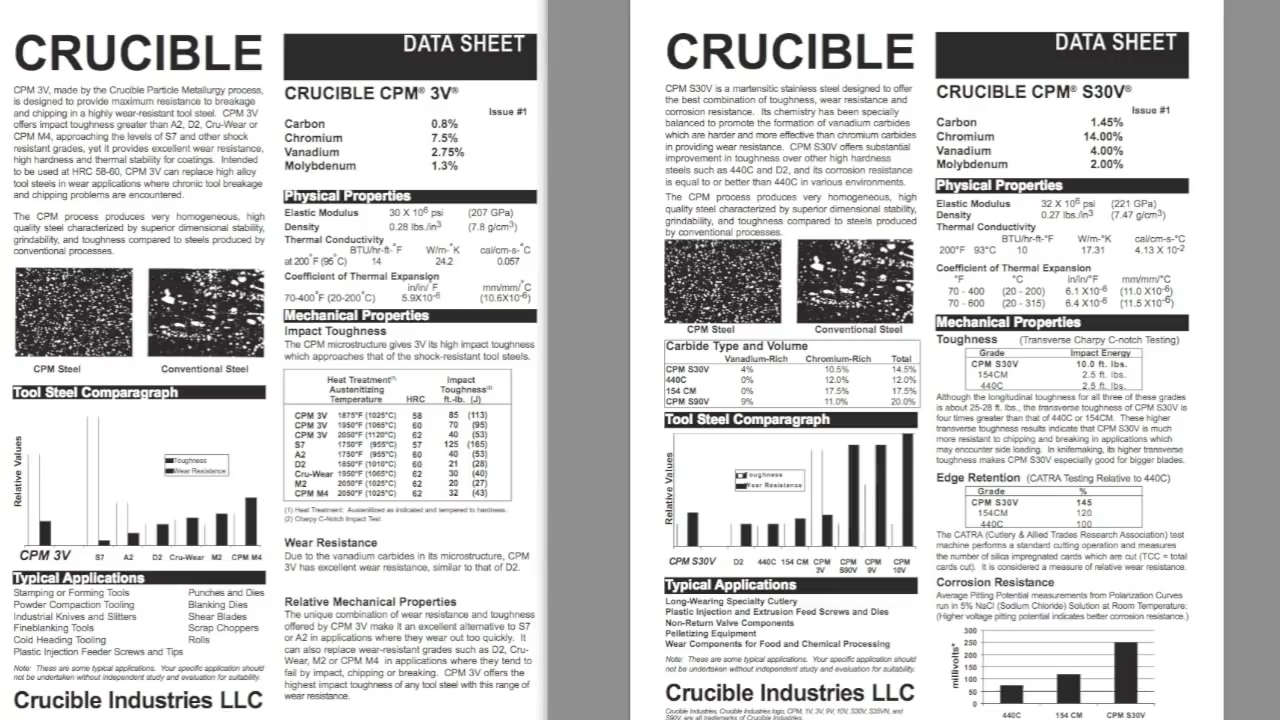 CRUCIBLE
CPM 3V, made by the Crucible Particle Metallurgy process,
is designed to provide maximum resistance to breakage
and chipping in a highly wear-resistant tool steel. CPM 3V
offers impact toughness greater than A2, D2, Cru-Wear or
CPM M4, approaching the levels of S7 and other shock
resistant grades, yet it provides excellent wear resistance,
high hardness and thermal stability for coatings. Intended
to be used at HRC 58-60, CPM 3V can replace high alloy
tool steels in wear applications where chronic tool breakage
and chipping problems are encountered.
The CPM process produces very homogeneous, high
quality steel characterized by superior dimensional stability,
grindability, and toughness compared to steels produced by
conventional processes.
CPM Steel Conventional Steel
Tool Steel Comparagraph
Relative Values
Toughness
Wear Resistance
CPM 3V S7 A2 D2 Cru-Wear M2 CPM M4
Typical Applications
Stamping or Forming Tools Punches and Dies
Powder Compaction Tooling Blanking Dies
Industrial Knives and Slitters Shear Blades
Fineblanking Tools Scrap Choppers
Cold Heading Tooling Rolls
Plastic Injection Feeder Screws and Tips
Note: These are some typical applications. Your specific application should
not be undertaken without independent study and evaluation for suitability.
Crucible Industries LLC
DATA SHEET
CRUCIBLE CPM® 3V®
Issue #1
Carbon 0.8%
Chromium 7.5%
Vanadium 2.75%
Molybdenum 1.3%
Physical Properties
Elastic Modulus 30 X 10⁶ psi (207 GPa)
Density 0.28 lbs./in³ (7.8 g/cm³)
Thermal Conductivity
BTU/hr-ft-°F W/m-°K cal/cm-s-°C
at 200°F (95°C) 14 24.2 0.057
Coefficient of Thermal Expansion
in/in/°F mm/mm/°C
70-400°F (20-200°C) 5.9X10⁻⁶ (10.6X10⁻⁶)
Mechanical Properties
Impact Toughness
The CPM microstructure gives 3V its high impact toughness
which approaches that of the shock-resistant tool steels.
Heat Treatment⁽¹⁾ Impact
Austenitizing Toughness⁽²⁾
Temperature HRC ft.-lb. (J)
CPM 3V 1875°F (1025°C) 58 85 (113)
CPM 3V 1950°F (1065°C) 60 70 (95)
CPM 3V 2050°F (1120°C) 62 40 (53)
S7 1750°F (955°C) 57 125 (165)
A2 1750°F (955°C) 60 40 (53)
D2 1850°F (1010°C) 60 21 (28)
Cru-Wear 1950°F (1065°C) 62 30 (40)
M2 2050°F (1025°C) 62 20 (27)
CPM M4 2050°F (1025°C) 62 32 (43)
(1) Heat Treatment: Austenitized as indicated and tempered to hardness.
(2) Charpy C-Notch Impact Test
Wear Resistance
Due to the vanadium carbides in its microstructure, CPM
3V has excellent wear resistance, similar to that of D2.
Relative Mechanical Properties
The unique combination of wear resistance and toughness
offered by CPM 3V make it an excellent alternative to S7
or A2 in applications where they wear out too quickly. It
can also replace wear-resistant grades such as D2, Cru-
Wear, M2 or CPM M4 in applications where they tend to
fail by impact, chipping or breaking. CPM 3V offers the
highest impact toughness of any tool steel with this range of
wear resistance.
CRUCIBLE
CPM S30V is a martensitic stainless steel designed to offer
the best combination of toughness, wear resistance and
corrosion resistance. Its chemistry has been specially
balanced to promote the formation of vanadium carbides
which are harder and more effective than chromium carbides
in providing wear resistance. CPM S30V offers substantial
improvement in toughness over other high hardness
steels such as 440C and D2, and its corrosion resistance
is equal to or better than 440C in various environments.
The CPM process produces very homogeneous, high
quality steel characterized by superior dimensional stability,
grindability, and toughness compared to steels produced
by conventional processes.
CPM Steel Conventional Steel
Carbide Type and Volume
Vanadium-Rich Chromium-Rich Total
CPM S30V 4% 10.5% 14.5%
440C 0% 12.0% 12.0%
154 CM 0% 17.5% 17.5%
CPM S90V 9% 11.0% 20.0%
Tool Steel Comparagraph
Relative Values
Toughness
Wear Resistance
CPM S30V D2 440C 154 CM CPM 3V CPM S90V CPM 9V CPM 10V
Typical Applications
Long-Wearing Specialty Cutlery
Plastic Injection and Extrusion Feed Screws and Dies
Non-Return Valve Components
Pelletizing Equipment
Wear Components for Food and Chemical Processing
Note: These are some typical applications. Your specific application should
not be undertaken without independent study and evaluation for suitability.
Crucible Industries LLC
Crucible Industries, Crucible Industries logo, CPM, 1V, 3V, 9V, 10V, S30V, S35VN, and
S90V, are all trademarks of Crucible Industries.
DATA SHEET
CRUCIBLE CPM® S30V®
Issue #1
Carbon 1.45%
Chromium 14.00%
Vanadium 4.00%
Molybdenum 2.00%
Physical Properties
Elastic Modulus 32 X 10⁶ psi (221 GPa)
Density 0.27 lbs./in³ (7.47 g/cm³)
Thermal Conductivity
BTU/hr-ft-°F W/m-°K cal/cm-s-°C
200°F 93°C 10 17.31 4.13 X 10⁻²
Coefficient of Thermal Expansion
°F °C in/in/°F mm/mm/°C
70 - 400 (20 - 200) 6.1 X10⁻⁶ (11.0 X10⁻⁶)
70 - 600 (20 - 315) 6.4 X10⁻⁶ (11.5 X10⁻⁶)
Mechanical Properties
Toughness (Transverse Charpy C-notch Testing)
Grade Impact Energy
CPM S30V 10.0 ft. lbs.
154CM 2.5 ft. lbs.
440C 2.5 ft. lbs.
Although the longitudinal toughness for all three of these grades
is about 25-28 ft. lbs., the transverse toughness of CPM S30V is
four times greater than that of 440C or 154CM. These higher
transverse toughness results indicate that CPM S30V is much
more resistant to chipping and breaking in applications which
may encounter side loading. In knifemaking, its higher transverse
toughness makes CPM S30V especially good for bigger blades.
Edge Retention (CATRA Testing Relative to 440C)
Grade %
CPM S30V 145
154CM 120
440C 100
The CATRA (Cutlery & Allied Trades Research Association) test
machine performs a standard cutting operation and measures
the number of silica impregnated cards which are cut (TCC = total
cards cut). It is considered a measure of relative wear resistance.
Corrosion Resistance
Average Pitting Potential measurements from Polarization Curves
run in 5% NaCl (Sodium Chloride) Solution at Room Temperature:
(Higher voltage pitting potential indicates better corrosion resistance.)
millivolts*
300
250
200
150
100
50
0
440C 154 CM CPM S30V